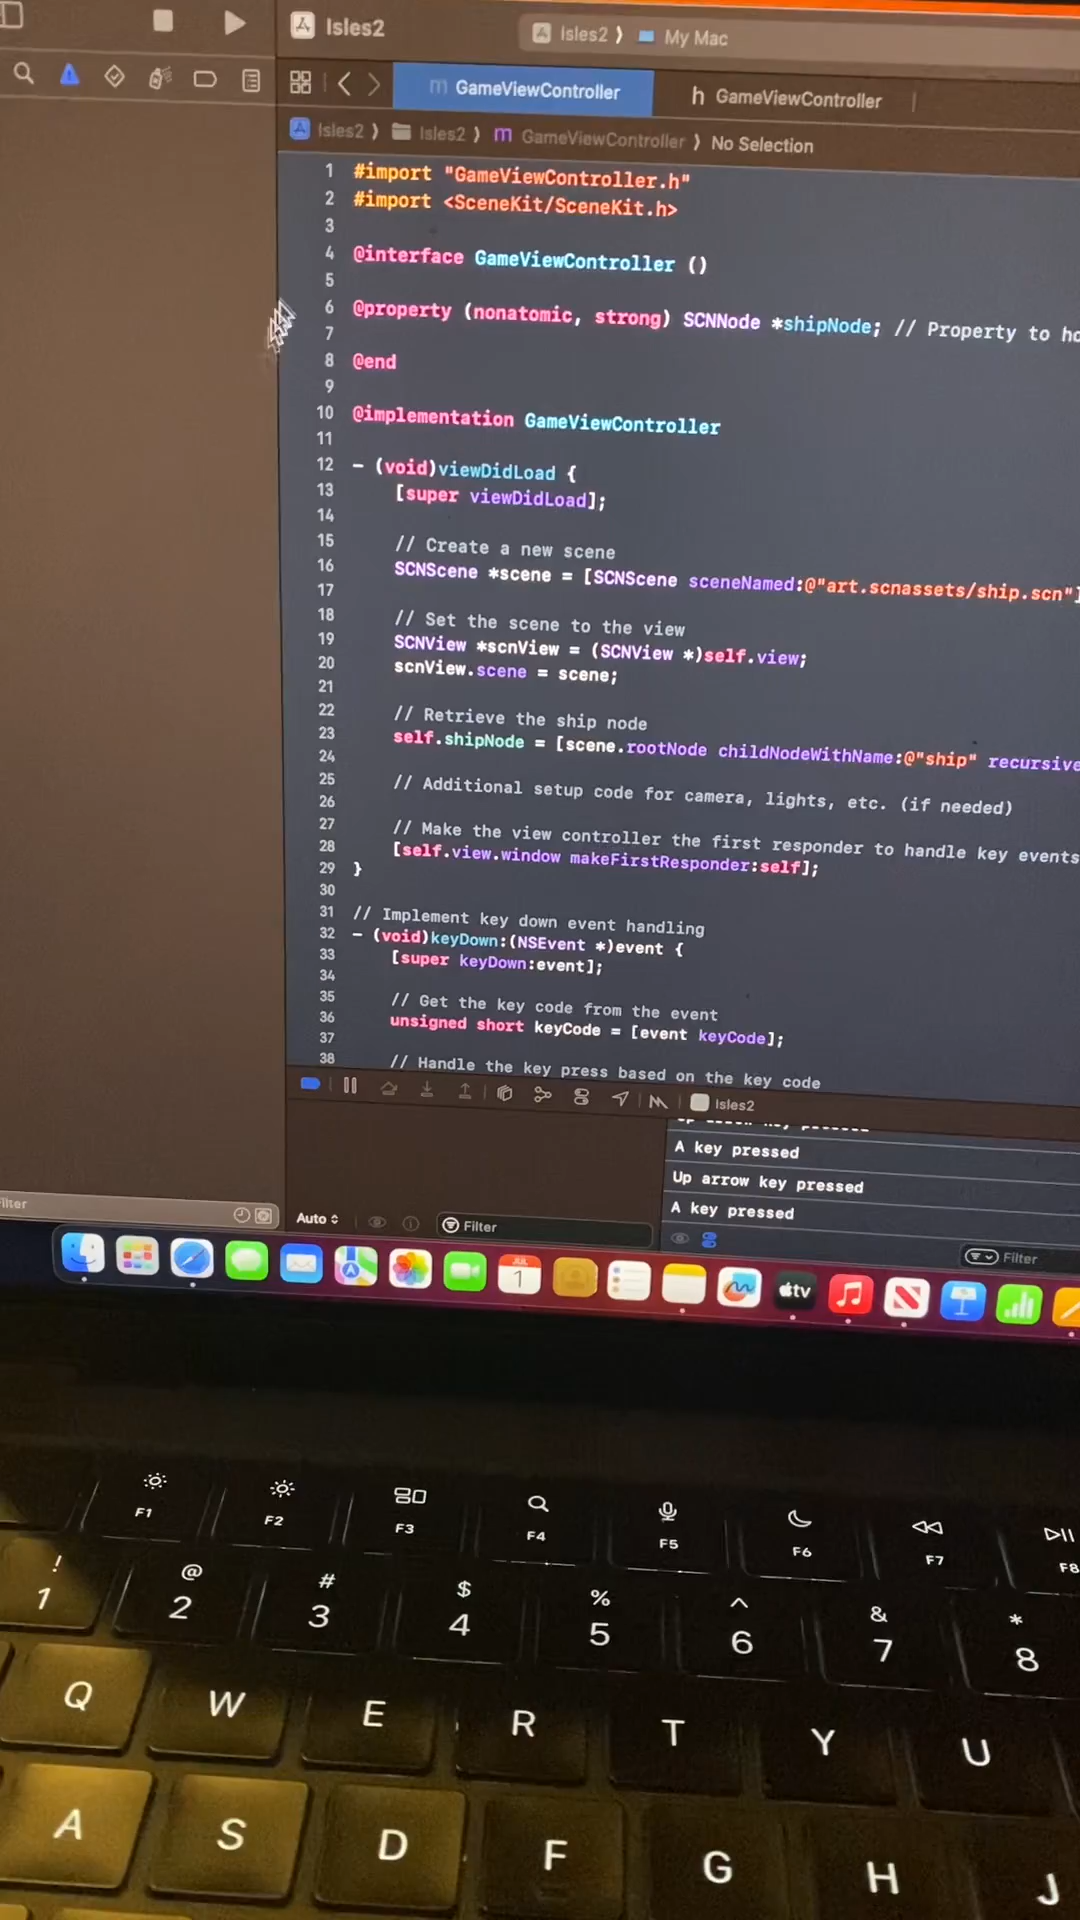 Isles2
Isles2 ⟩ My Mac
m GameViewController
h GameViewController
Isles2 ⟩ Isles2 ⟩ m GameViewController ⟩ No Selection
1 #import "GameViewController.h"
2 #import <SceneKit/SceneKit.h>
3
4 @interface GameViewController ()
5
6 @property (nonatomic, strong) SCNNode *shipNode; // Property to ho
7
8 @end
9
10 @implementation GameViewController
11
12 - (void)viewDidLoad {
13 [super viewDidLoad];
14
15 // Create a new scene
16 SCNScene *scene = [SCNScene sceneNamed:@"art.scnassets/ship.scn"]
17
18 // Set the scene to the view
19 SCNView *scnView = (SCNView *)self.view;
20 scnView.scene = scene;
21
22 // Retrieve the ship node
23 self.shipNode = [scene.rootNode childNodeWithName:@"ship" recursive
24
25 // Additional setup code for camera, lights, etc. (if needed)
26
27 // Make the view controller the first responder to handle key events
28 [self.view.window makeFirstResponder:self];
29 }
30
31 // Implement key down event handling
32 - (void)keyDown:(NSEvent *)event {
33 [super keyDown:event];
34
35 // Get the key code from the event
36 unsigned short keyCode = [event keyCode];
37
38 // Handle the key press based on the key code
Isles2
A key pressed
Up arrow key pressed
A key pressed
ilter
Auto
Filter
Filter
JUL
1
tv
F1 F2 F3 F4 F5 F6 F7 F8
! @ # $ % ^ & *
1 2 3 4 5 6 7 8
Q W E R T Y U
A S D F G H J